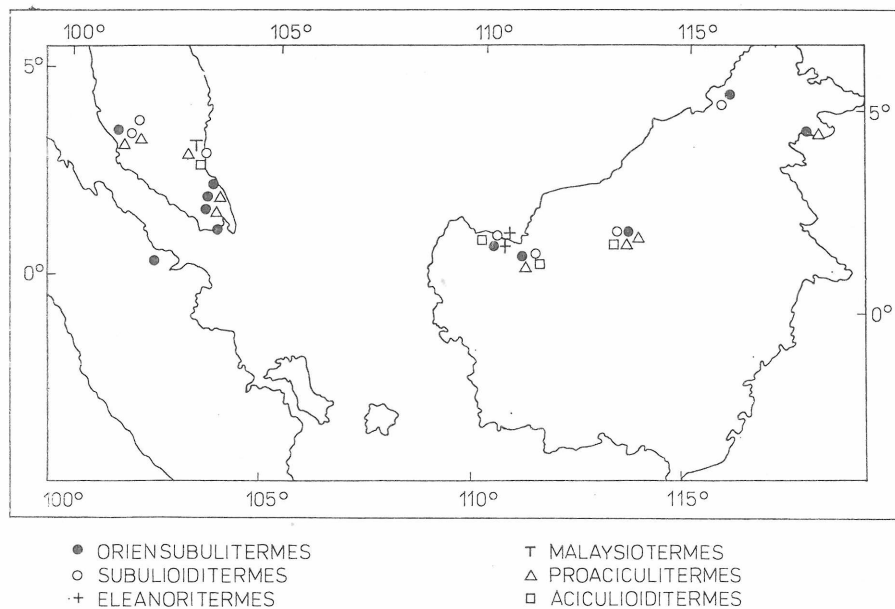 100° 105° 110° 115°
5°
5°
0°
0°
100° 105° 110° 115°
● ORIENSUBULITERMES
○ SUBULIOIDITERMES
+ ELEANORITERMES
T MALAYSIOTERMES
△ PROACICULITERMES
□ ACICULIOIDITERMES